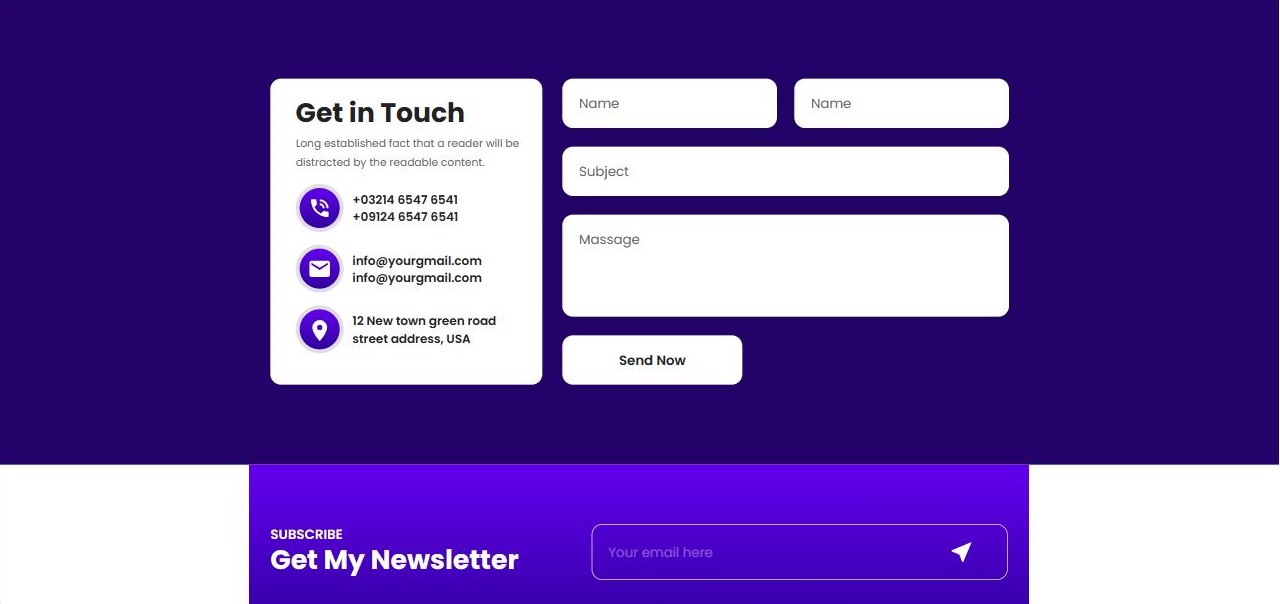 Get in Touch
Long established fact that a reader will be
distracted by the readable content.
+03214 6547 6541
+09124 6547 6541
info@yourgmail.com
info@yourgmail.com
12 New town green road
street address, USA
Name
Name
Subject
Massage
Send Now
SUBSCRIBE
Get My Newsletter
Your email here